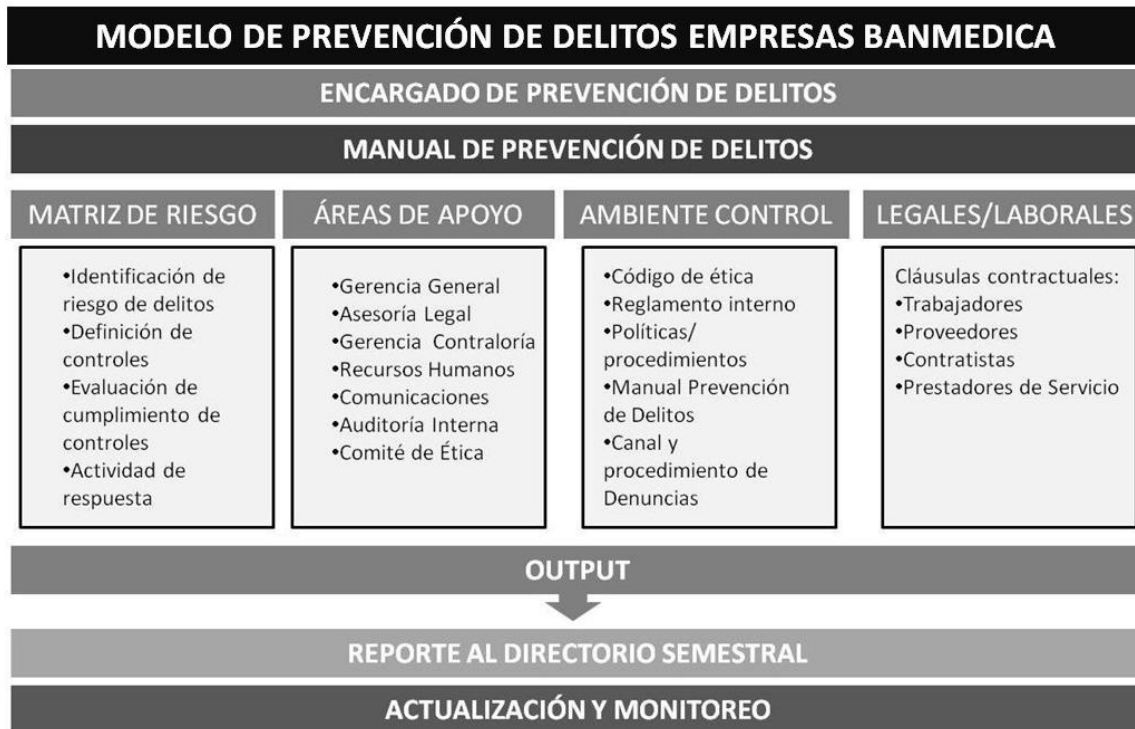 MODELO DE PREVENCIÓN DE DELITOS EMPRESAS BANMEDICA
ENCARGADO DE PREVENCIÓN DE DELITOS
MANUAL DE PREVENCIÓN DE DELITOS
MATRIZ DE RIESGO
•Identificación de
riesgo de delitos
•Definición de
controles
•Evaluación de
cumplimiento de
controles
•Actividad de
respuesta
ÁREAS DE APOYO
•Gerencia General
•Asesoría Legal
•Gerencia Contraloría
•Recursos Humanos
•Comunicaciones
•Auditoría Interna
•Comité de Ética
AMBIENTE CONTROL
•Código de ética
•Reglamento interno
•Políticas/
procedimientos
•Manual Prevención
de Delitos
•Canal y
procedimiento de
Denuncias
LEGALES/LABORALES
Cláusulas contractuales:
•Trabajadores
•Proveedores
•Contratistas
•Prestadores de Servicio
OUTPUT
REPORTE AL DIRECTORIO SEMESTRAL
ACTUALIZACIÓN Y MONITOREO